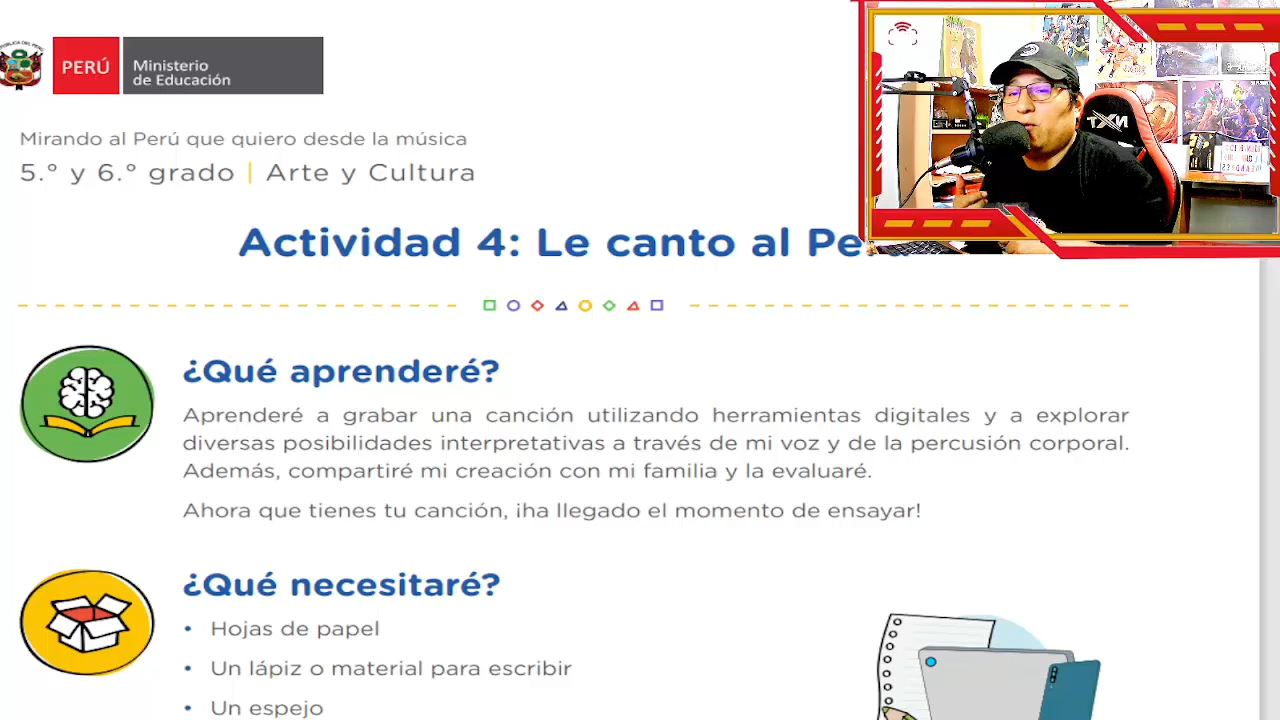 PERÚ
Ministerio
de Educación
Mirando al Perú que quiero desde la música
5.° y 6.° grado | Arte y Cultura
Actividad 4: Le canto al Pe
¿Qué aprenderé?
Aprenderé a grabar una canción utilizando herramientas digitales y a explorar
diversas posibilidades interpretativas a través de mi voz y de la percusión corporal.
Además, compartiré mi creación con mi familia y la evaluaré.
Ahora que tienes tu canción, ¡ha llegado el momento de ensayar!
¿Qué necesitaré?
• Hojas de papel
• Un lápiz o material para escribir
• Un espejo